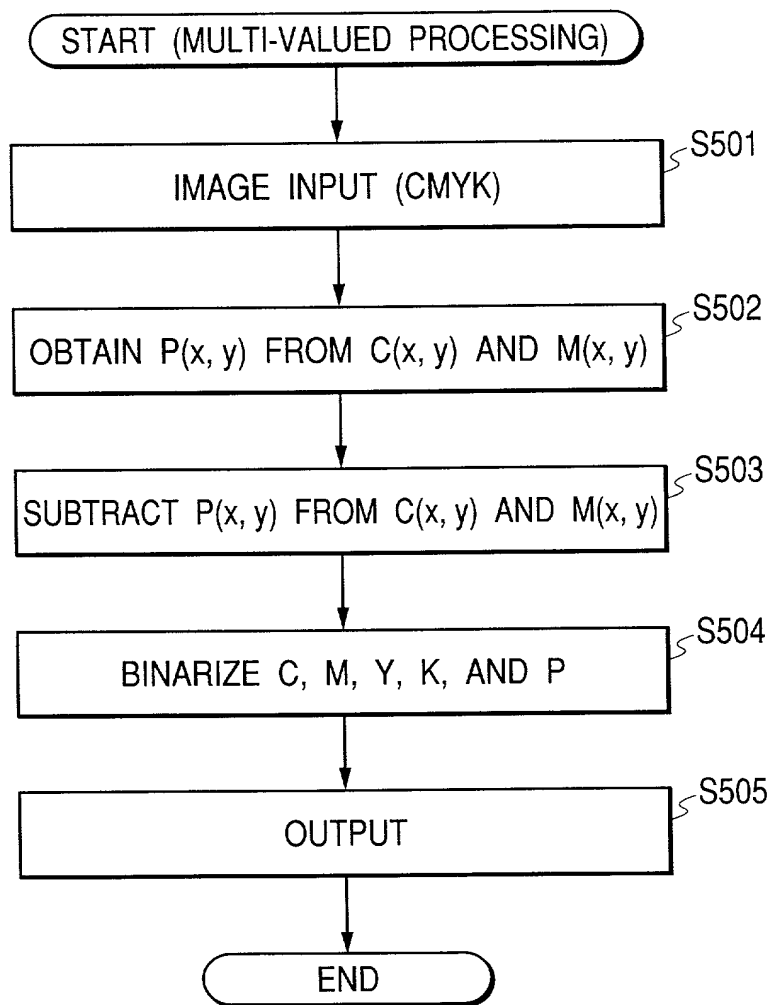 START (MULTI-VALUED PROCESSING)
S501
IMAGE INPUT (CMYK)
S502
OBTAIN P(x, y) FROM C(x, y) AND M(x, y)
S503
SUBTRACT P(x, y) FROM C(x, y) AND M(x, y)
S504
BINARIZE C, M, Y, K, AND P
S505
OUTPUT
END